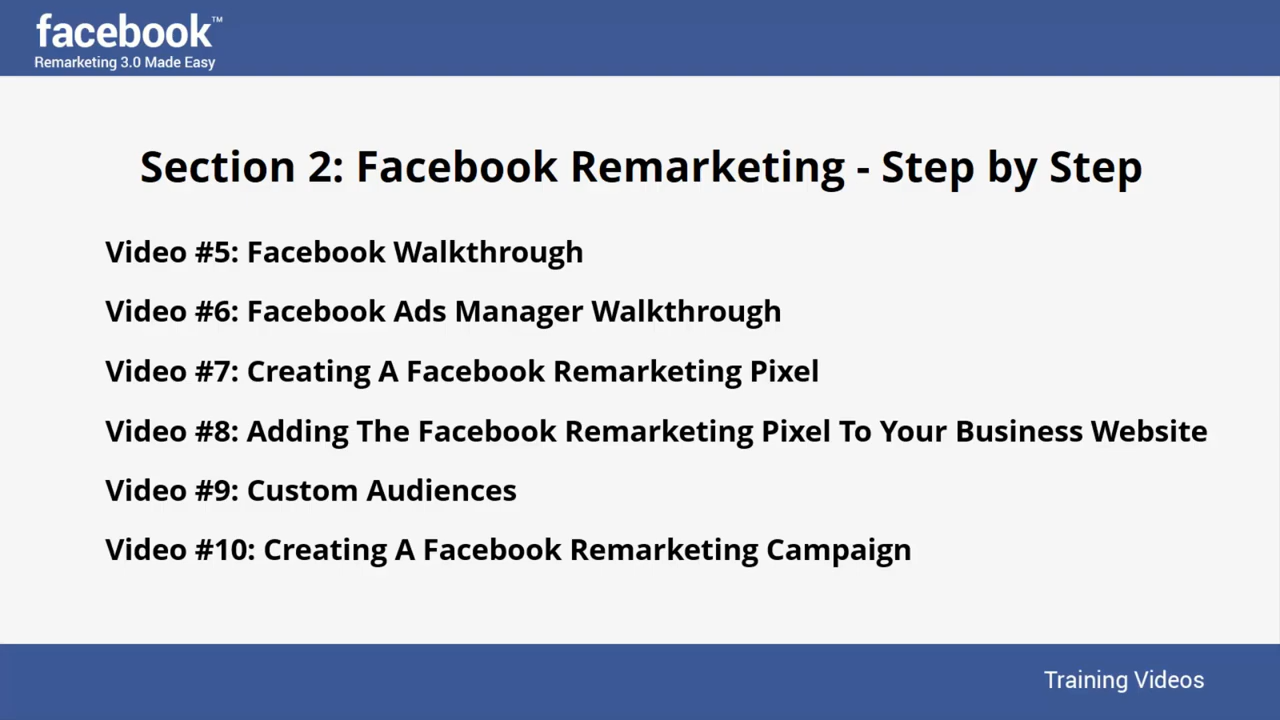 facebook™
Remarketing 3.0 Made Easy
Section 2: Facebook Remarketing - Step by Step
Video #5: Facebook Walkthrough
Video #6: Facebook Ads Manager Walkthrough
Video #7: Creating A Facebook Remarketing Pixel
Video #8: Adding The Facebook Remarketing Pixel To Your Business Website
Video #9: Custom Audiences
Video #10: Creating A Facebook Remarketing Campaign
Training Videos